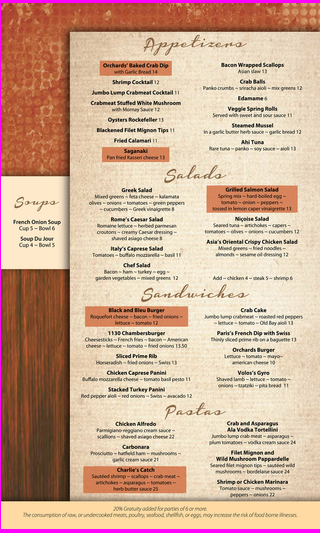 Appetizers
Orchards' Baked Crab Dip
with Garlic Bread 14
Shrimp Cocktail 12
Jumbo Lump Crabmeat Cocktail 11
Crabmeat Stuffed White Mushroom
with Mornay Sauce 12
Oysters Rockefeller 13
Blackened Filet Mignon Tips 11
Fried Calamari 11
Saganaki
Pan fried Kasseri cheese 13
Bacon Wrapped Scallops
Asian slaw 13
Crab Balls
Panko crumbs ~ sriracha aioli ~ mix greens 12
Edamame 6
Veggie Spring Rolls
Served with sweet and sour sauce 11
Steamed Mussel
In a garlic butter herb sauce ~ garlic bread 12
Ahi Tuna
Rare tuna ~ panko ~ soy sauce ~ aioli 13
Soups
French Onion Soup
Cup 5 ~ Bowl 6
Soup Du Jour
Cup 4 ~ Bowl 5
Salads
Greek Salad
Mixed greens ~ feta cheese ~ kalamata
olives ~ onions ~ tomatoes ~ green peppers
~ cucumbers ~ Greek vinaigrette 8
Rome's Caesar Salad
Romaine lettuce ~ herbed parmesan
croutons ~ creamy Caesar dressing ~
shaved asiago cheese 8
Italy's Caprese Salad
Tomatoes ~ buffalo mozzarella ~ basil 11
Chef Salad
Bacon ~ ham ~ turkey ~ egg ~
garden vegetables ~ mixed greens 12
Grilled Salmon Salad
Spring mix ~ hard-boiled egg ~
tomato ~ onion ~ peppers ~
tossed in lemon caper vinaigrette 13
Niçoise Salad
Seared tuna ~ artichokes ~ capers ~
tomatoes ~ olives ~ onions ~ cucumbers 12
Asia's Oriental Crispy Chicken Salad
Mixed greens ~ fried noodles ~
almonds ~ sesame oil dressing 12
Add ~ chicken 4 ~ steak 5 ~ shrimp 6
Sandwiches
Black and Bleu Burger
Roquefort cheese ~ bacon ~ fried onions ~
lettuce ~ tomato 12
1130 Chambersburger
Cheesesticks ~ French fries ~ bacon ~ American
cheese ~ lettuce ~ tomato ~ fried onions 13.50
Sliced Prime Rib
Horseradish ~ fried onions ~ Swiss 13
Chicken Caprese Panini
Buffalo mozzarella cheese ~ tomato basil pesto 11
Stacked Turkey Panini
Red pepper aioli ~ red onions ~ Swiss ~ avocado 12
Crab Cake
Jumbo lump crabmeat ~ roasted red peppers
~ lettuce ~ tomato ~ Old Bay aioli 13
Paris's French Dip with Swiss
Thinly sliced prime rib on a baguette 13
Orchards Burger
Lettuce ~ tomato ~ mayo~
american cheese 10
Volos's Gyro
Shaved lamb ~ lettuce ~ tomato ~
onions ~ tzatziki ~ pita bread 11
Pastas
Chicken Alfredo
Parmigiano-reggiano cream sauce ~
scallions ~ shaved asiago cheese 22
Carbonara
Prosciutto ~ hatfield ham ~ mushrooms ~
garlic cream sauce 21
Charlie's Catch
Sautéed shrimp ~ scallops ~ crab meat ~
artichokes ~ asparagus ~ tomatoes ~
herb butter sauce 25
Crab and Asparagus
Ala Vodka Tortellini
Jumbo lump crab meat ~ asparagus ~
plum tomatoes ~ vodka cream sauce 24
Filet Mignon and
Wild Mushroom Pappardelle
Seared filet mignon tips ~ sautéed wild
mushrooms ~ bordelaise sauce 24
Shrimp or Chicken Marinara
Tomato sauce ~ mushrooms ~
peppers ~ onions 22
20% Gratuity added for parties of 6 or more.
The consumption of raw, or undercooked meats, poultry, seafood, shellfish, or eggs, may increase the risk of food borne illnesses.